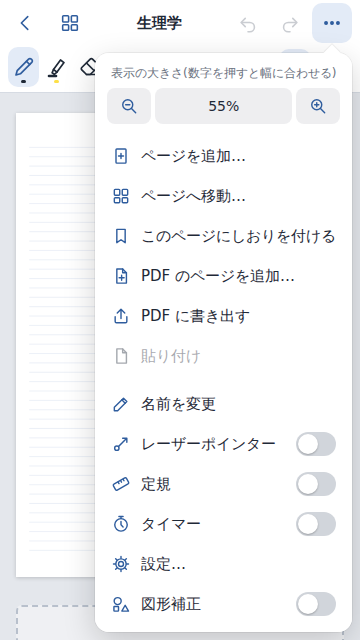 生理学
表示の大きさ(数字を押すと幅に合わせる)
55%
ページを追加…
ページへ移動…
このページにしおりを付ける
PDF のページを追加…
PDF に書き出す
貼り付け
名前を変更
レーザーポインター
定規
タイマー
設定…
図形補正